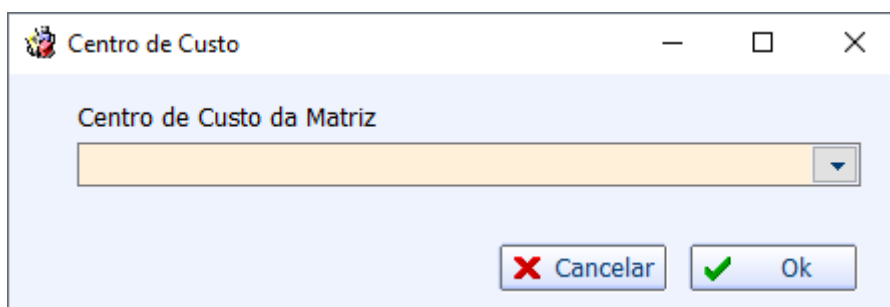 Centro de Custo
Centro de Custo da Matriz
Cancelar
Ok